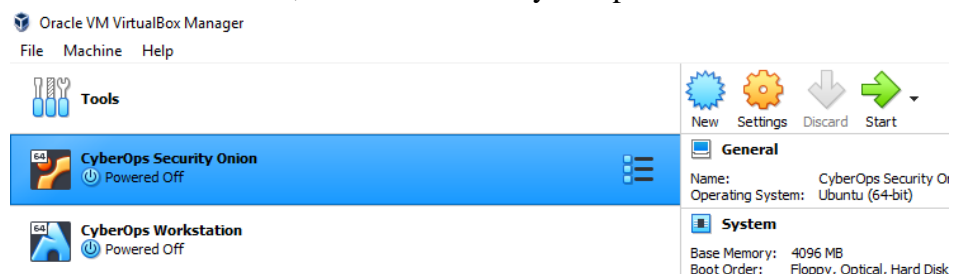 Oracle VM VirtualBox Manager
File Machine Help
Tools
New Settings Discard Start
64
CyberOps Security Onion
Powered Off
General
Name: CyberOps Security
Operating System: Ubuntu (64-bit)
64
CyberOps Workstation
Powered Off
System
Base Memory: 4096 MB
Boot Order: Floppy, Optical, Hard Disk